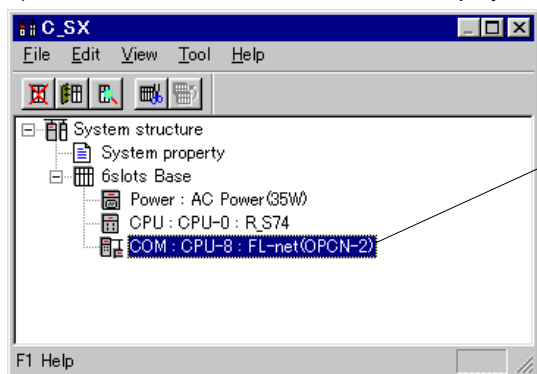 C_SX
File Edit View Tool Help
System structure
System property
6slots Base
Power : AC Power(35W)
CPU : CPU-0 : R_S74
COM : CPU-8 : FL-net(OPCN-2)
F1 Help